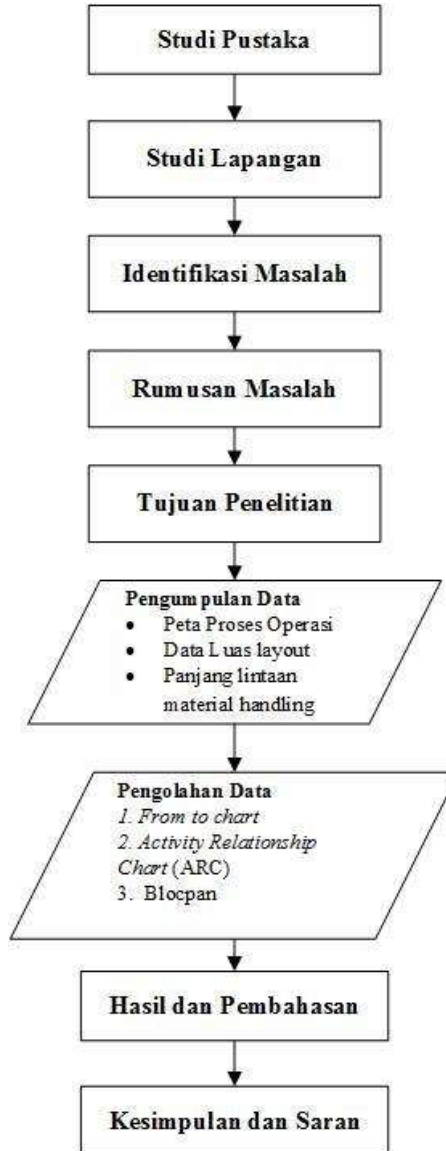 Studi Pustaka
Studi Lapangan
Identifikasi Masalah
Rumusan Masalah
Tujuan Penelitian
Pengumpulan Data
• Peta Proses Operasi
• Data Luas layout
• Panjang lintaan
material handling
Pengolahan Data
1. From to chart
2. Activity Relationship
Chart (ARC)
3. Blocpan
Hasil dan Pembahasan
Kesimpulan dan Saran